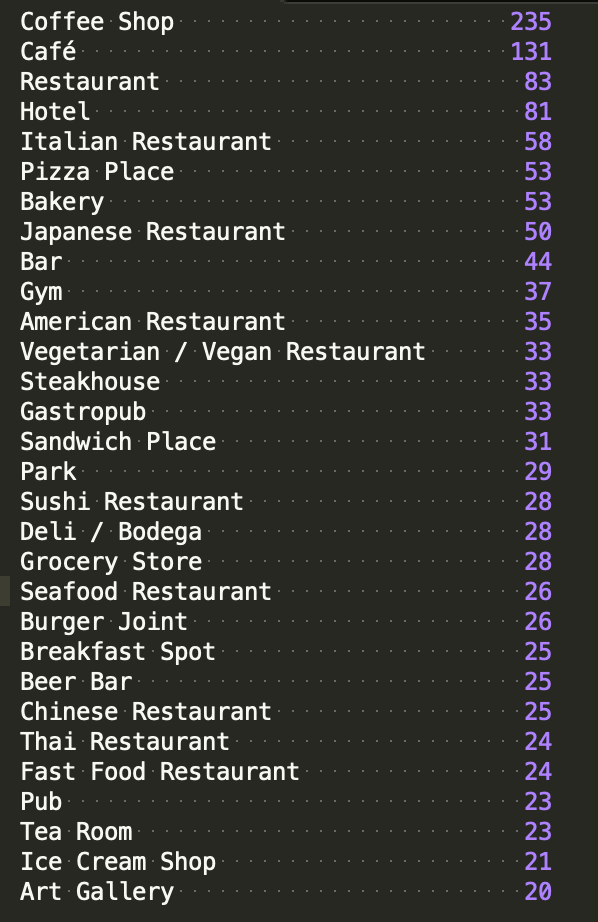 Coffee Shop 235
Café 131
Restaurant 83
Hotel 81
Italian Restaurant 58
Pizza Place 53
Bakery 53
Japanese Restaurant 50
Bar 44
Gym 37
American Restaurant 35
Vegetarian / Vegan Restaurant 33
Steakhouse 33
Gastropub 33
Sandwich Place 31
Park 29
Sushi Restaurant 28
Deli / Bodega 28
Grocery Store 28
Seafood Restaurant 26
Burger Joint 26
Breakfast Spot 25
Beer Bar 25
Chinese Restaurant 25
Thai Restaurant 24
Fast Food Restaurant 24
Pub 23
Tea Room 23
Ice Cream Shop 21
Art Gallery 20